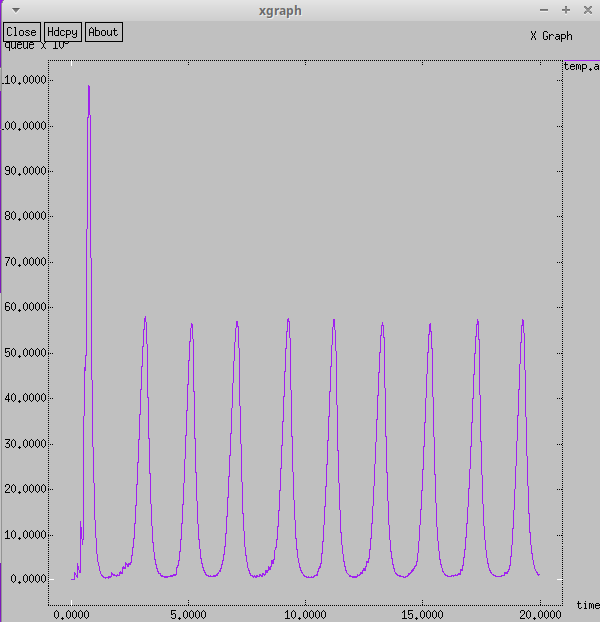 xgraph
Close Hdcpy About
X Graph
queue x 10
temp.a
10.0000
00.0000
90.0000
80.0000
70.0000
60.0000
50.0000
40.0000
30.0000
20.0000
10.0000
0.0000
time
0.0000 5.0000 10.0000 15.0000 20.0000